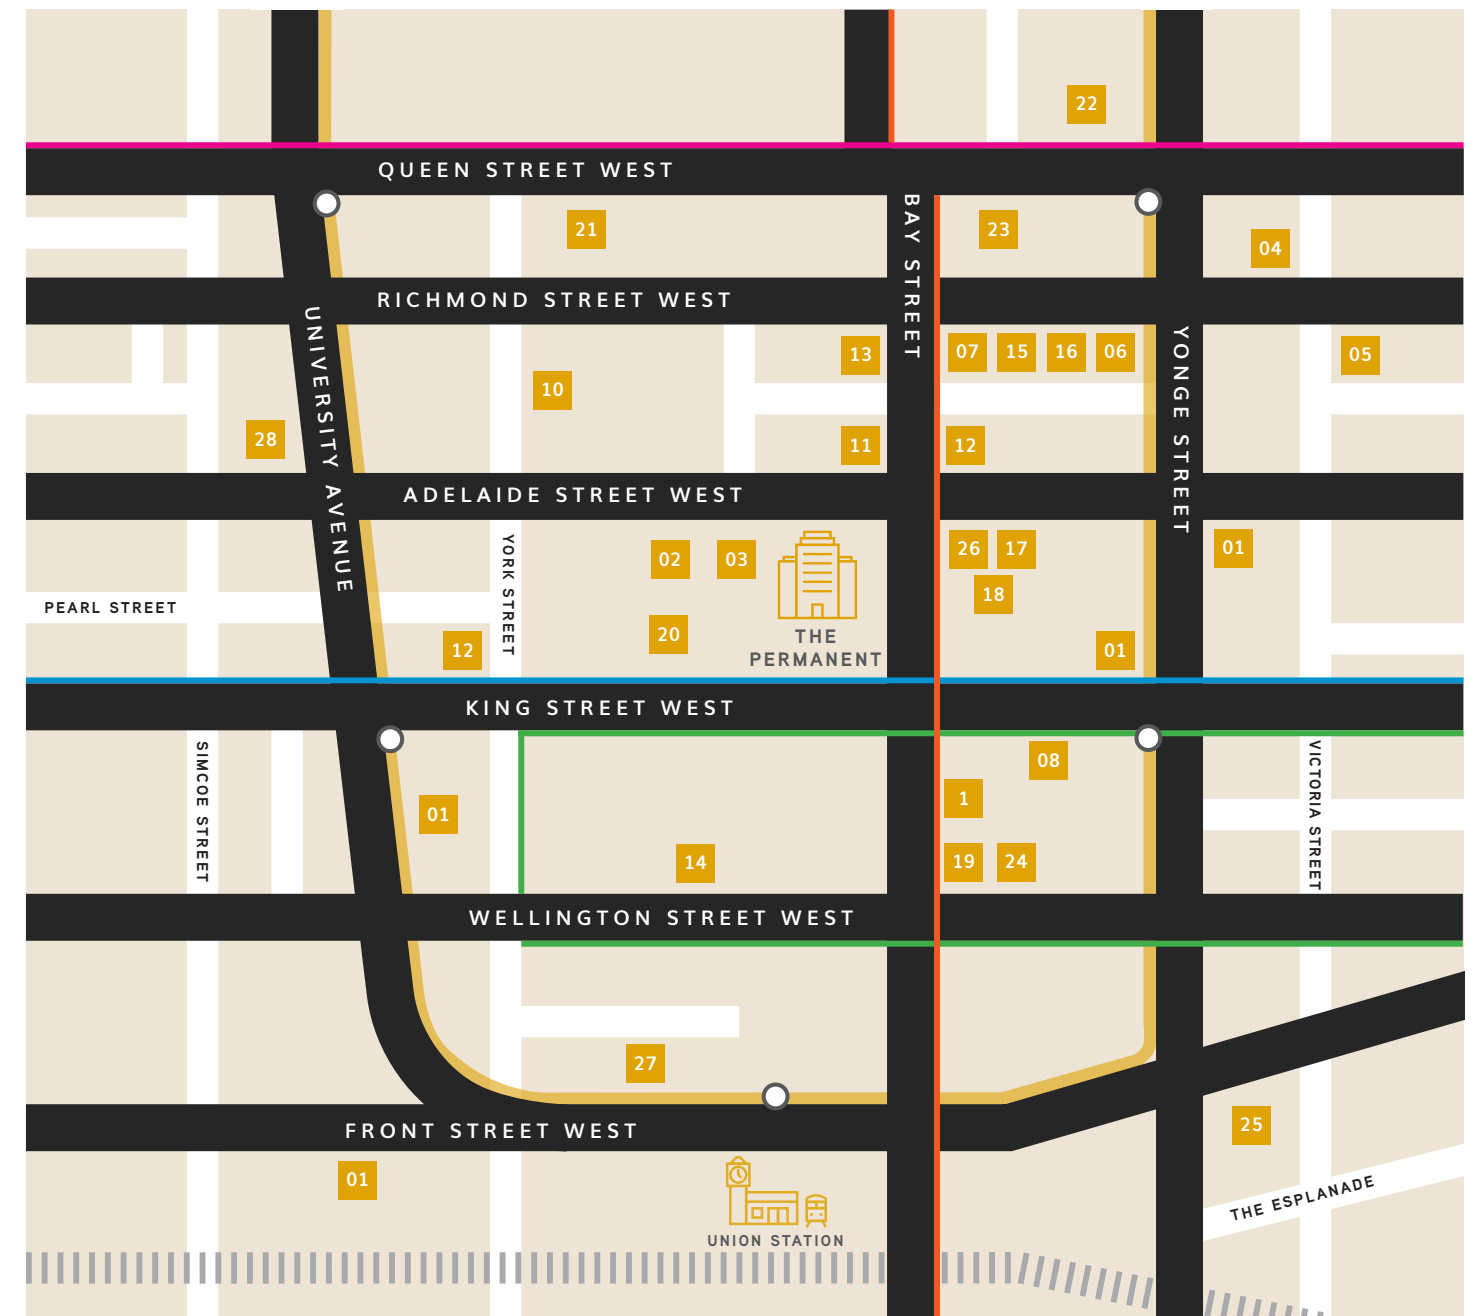 22
QUEEN STREET WEST
21
23
04
BAY STREET
RICHMOND STREET WEST
UNIVERSITY AVENUE
YONGE STREET
13
07
15
16
06
05
10
28
11
12
ADELAIDE STREET WEST
YORK STREET
02
03
26
17
01
18
PEARL STREET
20
THE
PERMANENT
12
01
KING STREET WEST
SIMCOE STREET
VICTORIA STREET
08
1
01
14
19
24
WELLINGTON STREET WEST
27
FRONT STREET WEST
25
01
THE ESPLANADE
UNION STATION